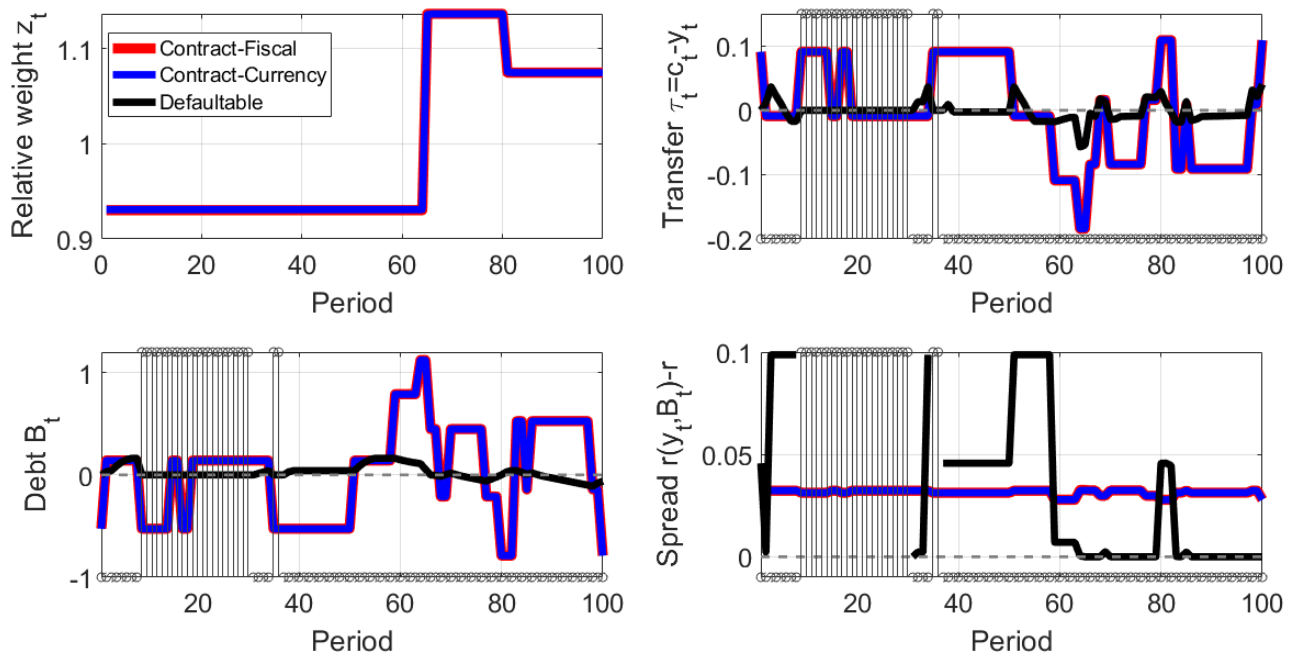 Relative weight z_t
1.1
1
0.9
Contract-Fiscal
Contract-Currency
Defaultable
0 20 40 60 80 100
Period
Transfer τ_t=c_t-y_t
0.1
0
-0.1
-0.2
20 40 60 80 100
Period
Debt B_t
1
0
-1
20 40 60 80 100
Period
Spread r(y_t,B_t)-r
0.1
0.05
0
20 40 60 80 100
Period